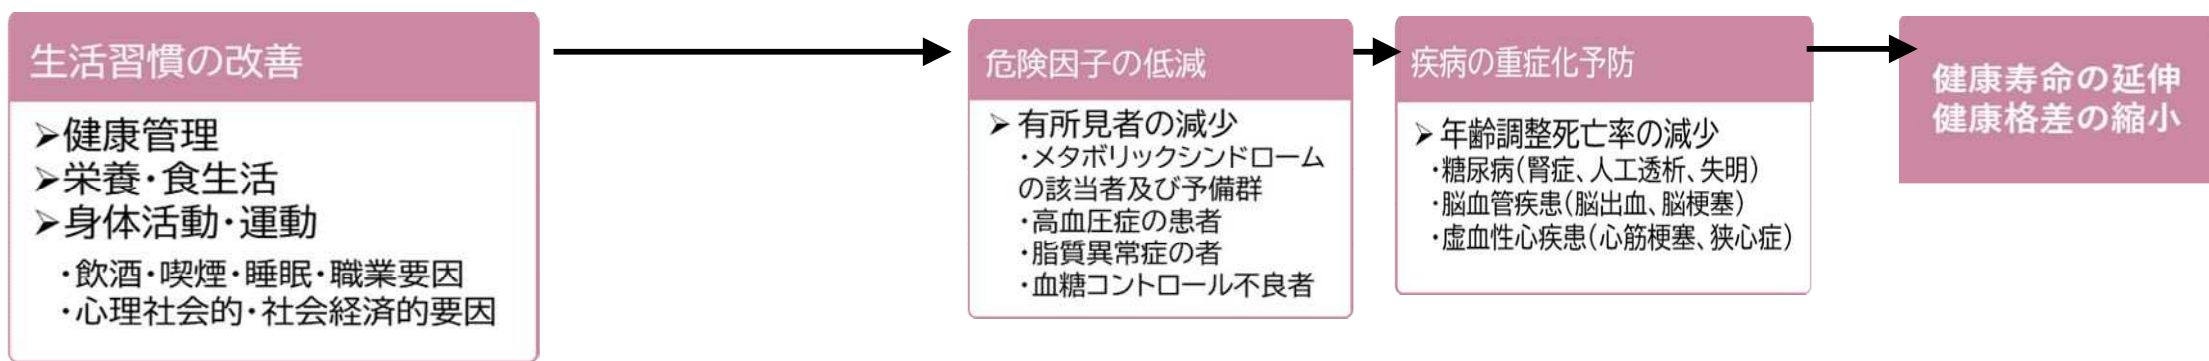 生活習慣の改善
➢健康管理
➢栄養・食生活
➢身体活動・運動
・飲酒・喫煙・睡眠・職業要因
・心理社会的・社会経済的要因
危険因子の低減
➢有所見者の減少
・メタボリックシンドローム
の該当者及び予備群
・高血圧症の患者
・脂質異常症の者
・血糖コントロール不良者
疾病の重症化予防
➢年齢調整死亡率の減少
・糖尿病(腎症、人工透析、失明)
・脳血管疾患(脳出血、脳梗塞)
・虚血性心疾患(心筋梗塞、狭心症)
健康寿命の延伸
健康格差の縮小